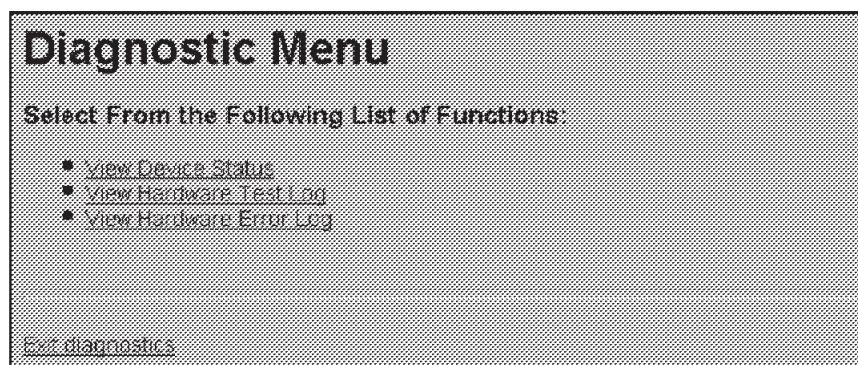 Diagnostic Menu
Select From the Following List of Functions:
View Device Status
View Hardware Test Log
View Hardware Error Log
Exit diagnostics